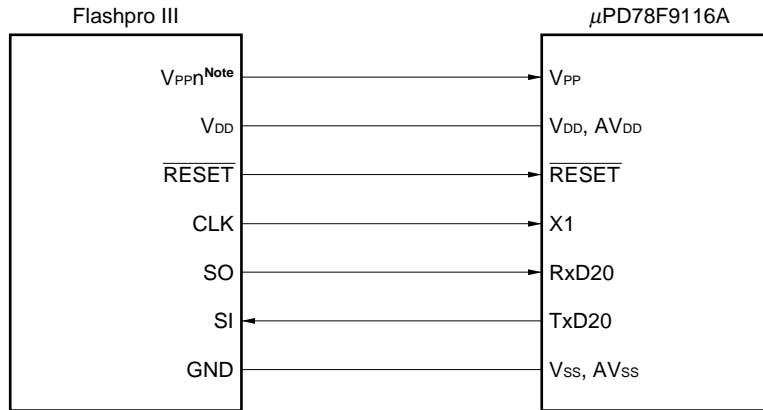 Flashpro III μPD78F9116A
VPPnNote VPP
VDD VDD, AVDD
RESET RESET
CLK X1
SO RxD20
SI TxD20
GND VSS, AVSS